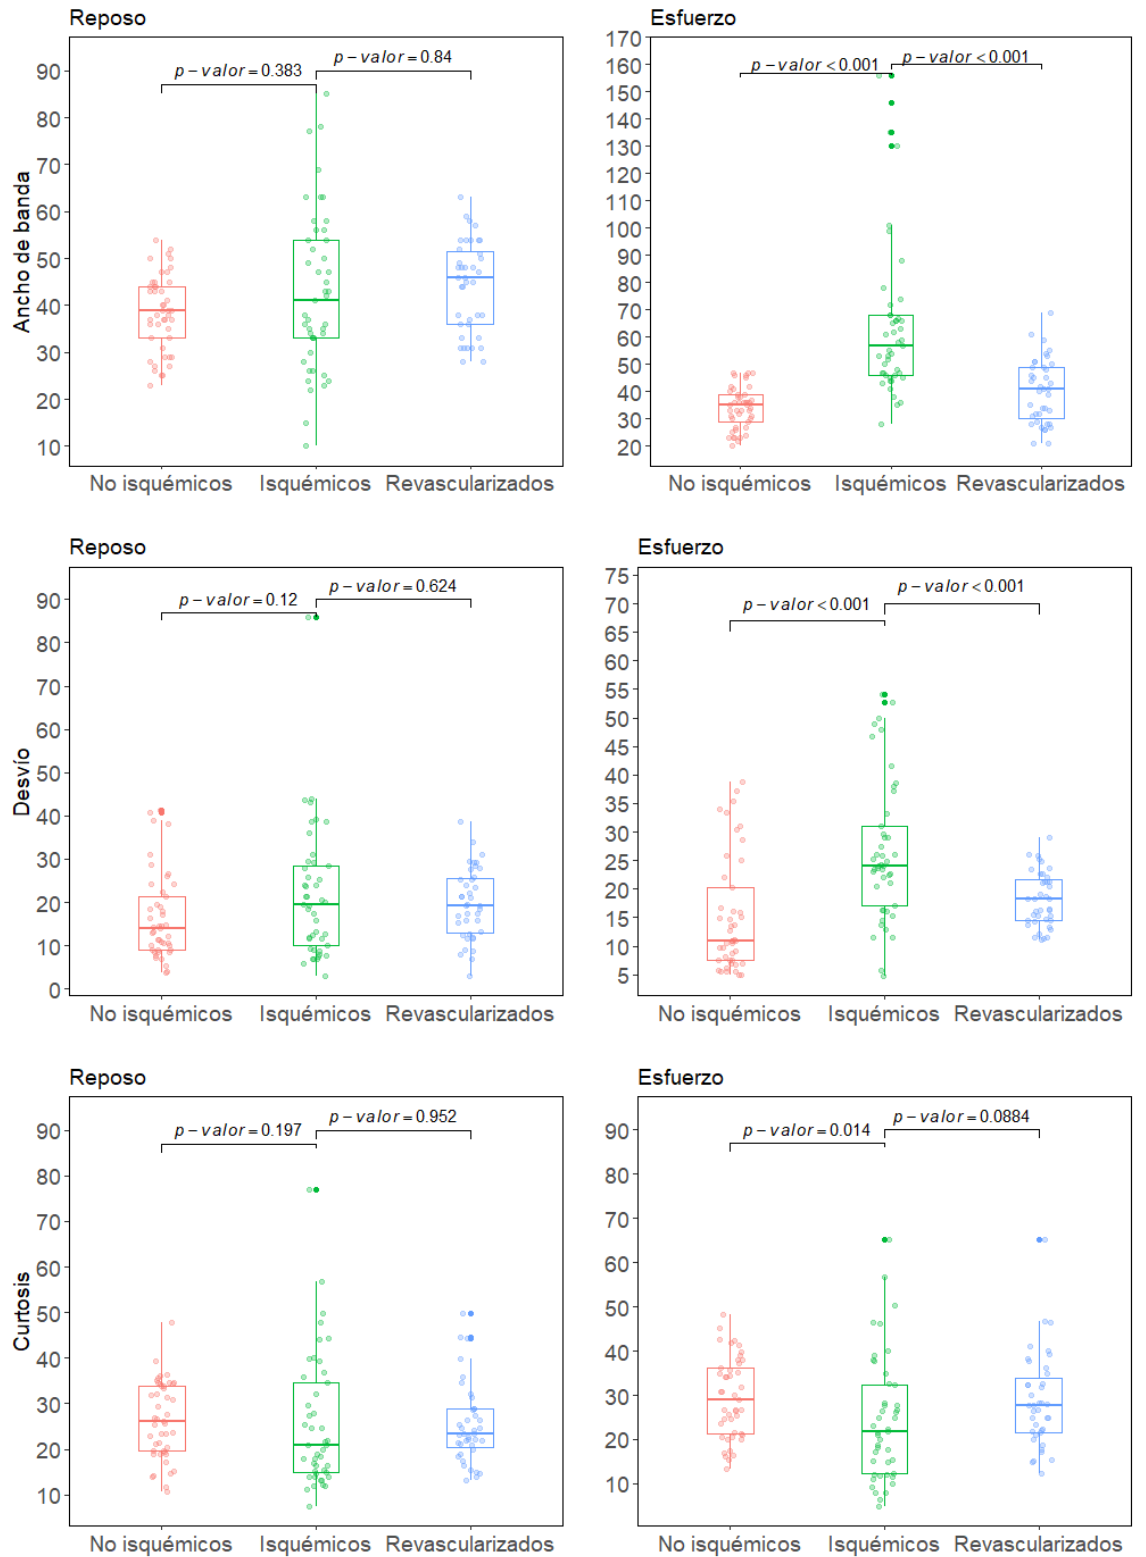 Reposo
Esfuerzo
Ancho de banda
90
80
70
60
50
40
30
20
10
p − valor = 0.383
p − valor = 0.84
No isquémicos
Isquémicos
Revascularizados
170
160
150
140
130
120
110
100
90
80
70
60
50
40
30
20
p − valor < 0.001
p − valor < 0.001
No isquémicos
Isquémicos
Revascularizados
Reposo
Esfuerzo
Desvío
90
80
70
60
50
40
30
20
10
0
p − valor = 0.12
p − valor = 0.624
No isquémicos
Isquémicos
Revascularizados
75
70
65
60
55
50
45
40
35
30
25
20
15
10
5
p − valor < 0.001
p − valor < 0.001
No isquémicos
Isquémicos
Revascularizados
Reposo
Esfuerzo
Curtosis
90
80
70
60
50
40
30
20
10
p − valor = 0.197
p − valor = 0.952
No isquémicos
Isquémicos
Revascularizados
90
80
70
60
50
40
30
20
10
p − valor = 0.014
p − valor = 0.0884
No isquémicos
Isquémicos
Revascularizados